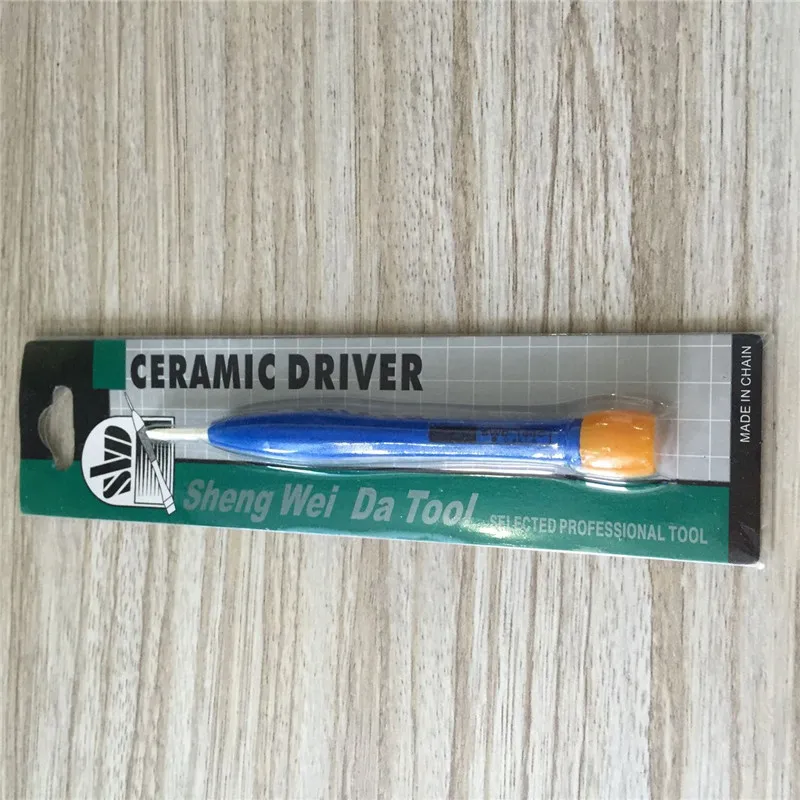 CERAMIC DRIVER
SWD
Sheng Wei Da Tool
SELECTED PROFESSIONAL TOOL
MADE IN CHAIN